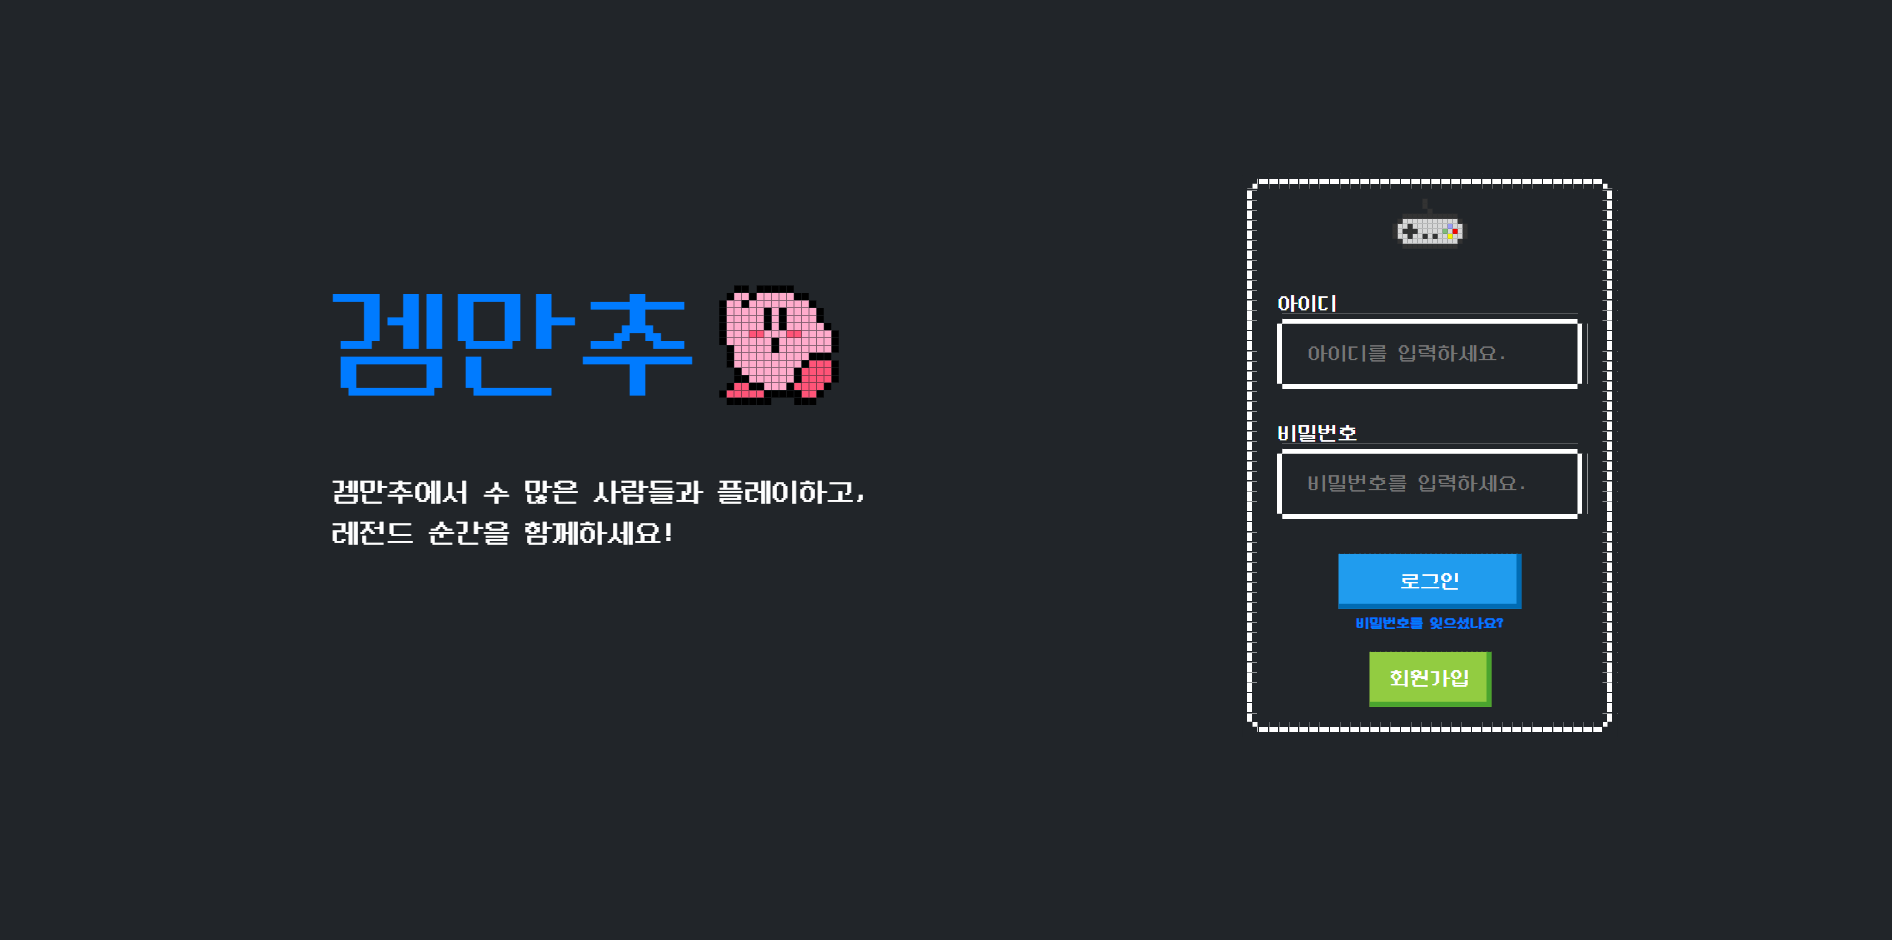 겜만추
겜만추에서 수 많은 사람들과 플레이하고,
레전드 순간을 함께하세요!
아이디
아이디를 입력하세요.
비밀번호
비밀번호를 입력하세요.
로그인
비밀번호를 잊으셨나요?
회원가입